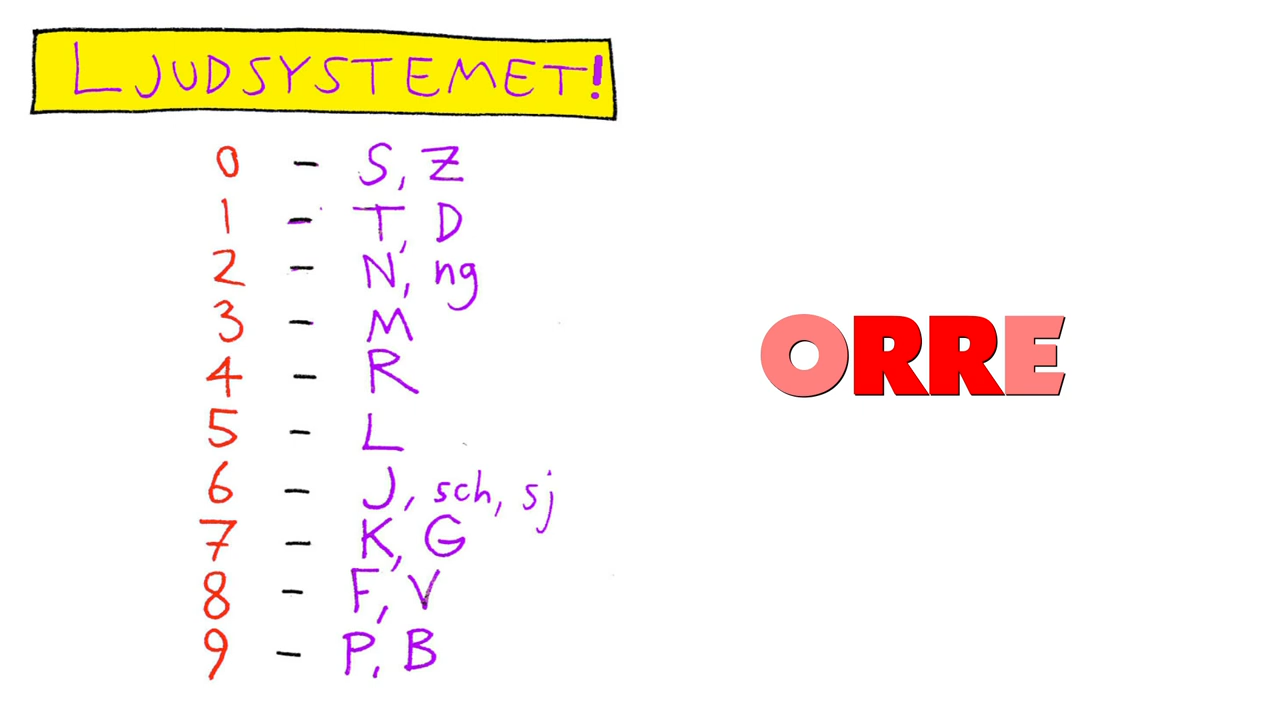 LJUDSYSTEMET!
0 - S, Z
1 - T, D
2 - N, ng
3 - M
4 - R
5 - L
6 - J, sch, sj
7 - K, G
8 - F, V
9 - P, B
ORRE